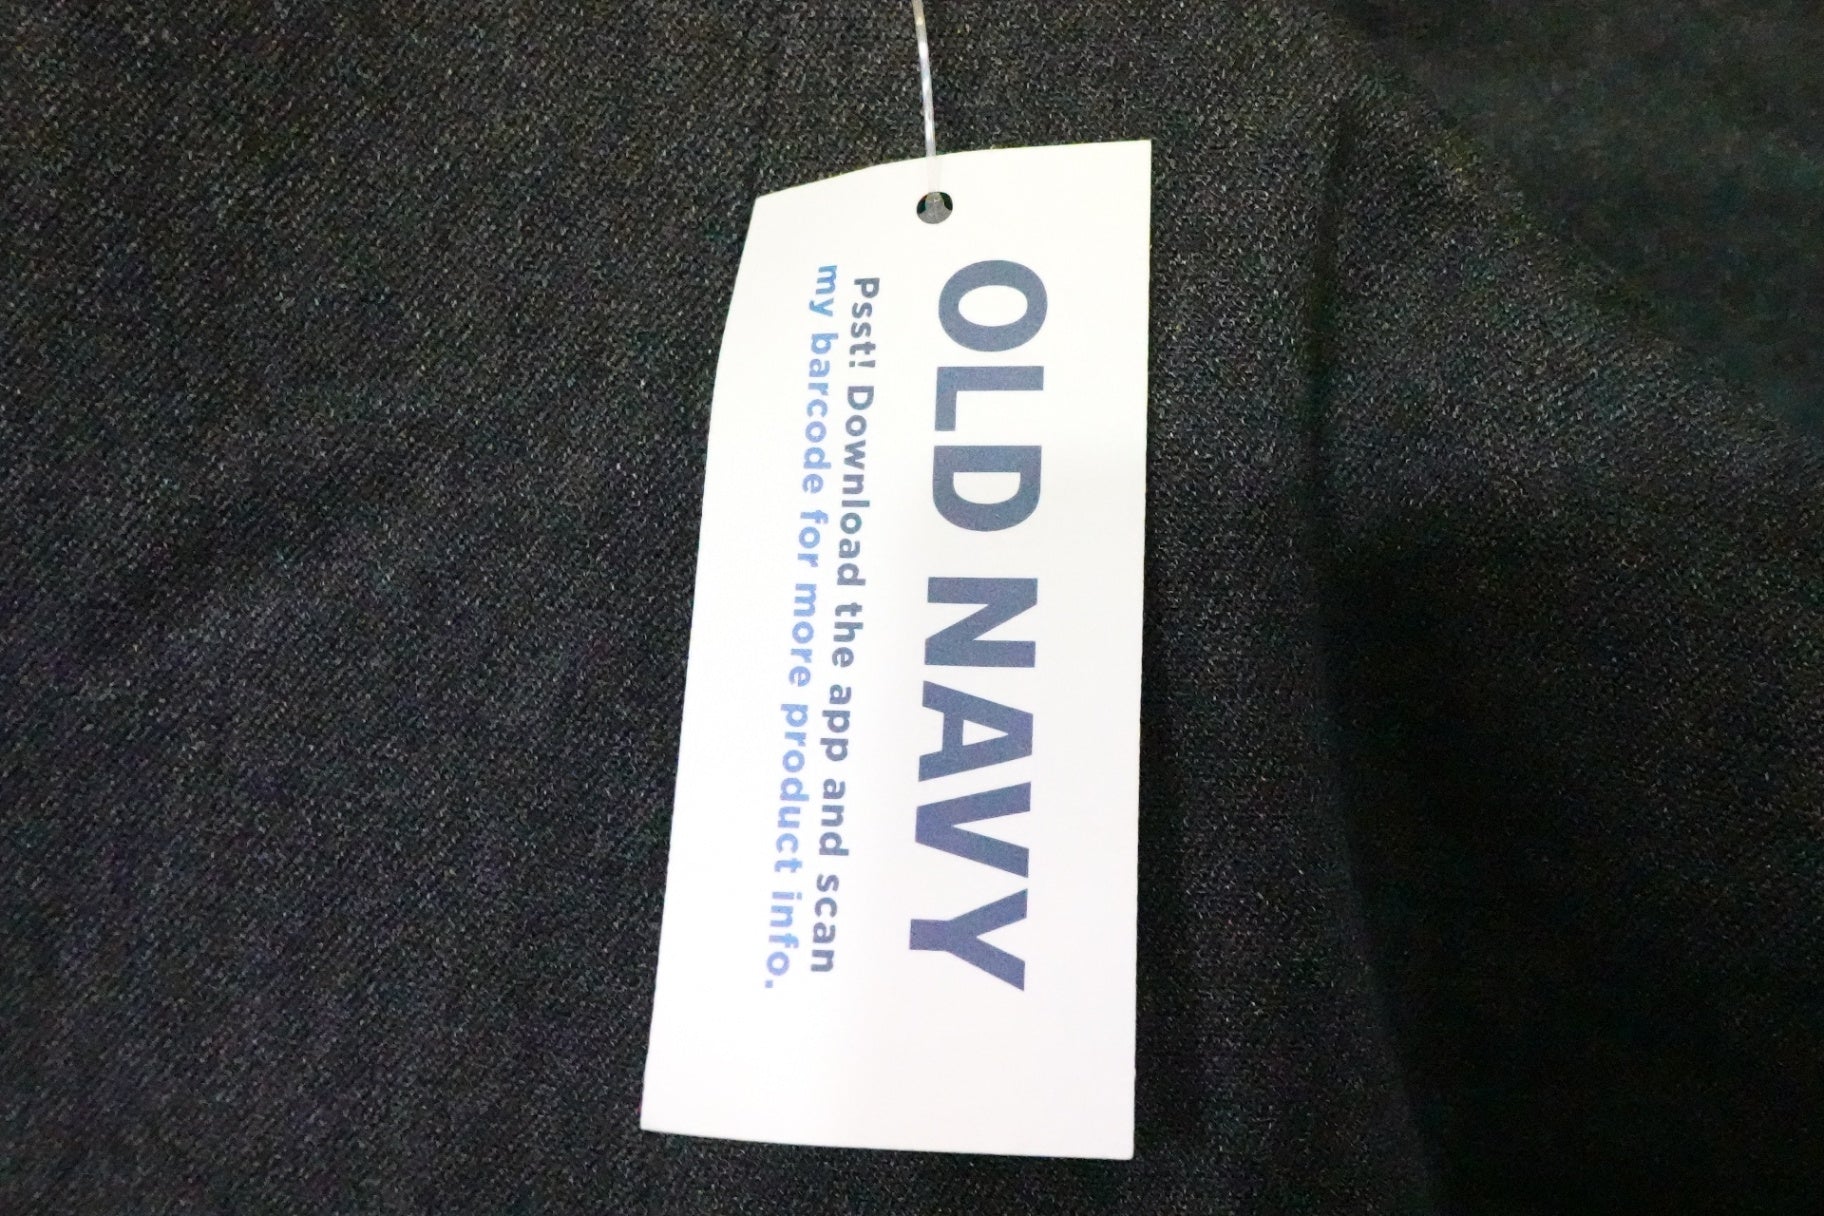 OLD NAVY
Psst! Download the app and scan
my barcode for more product info.